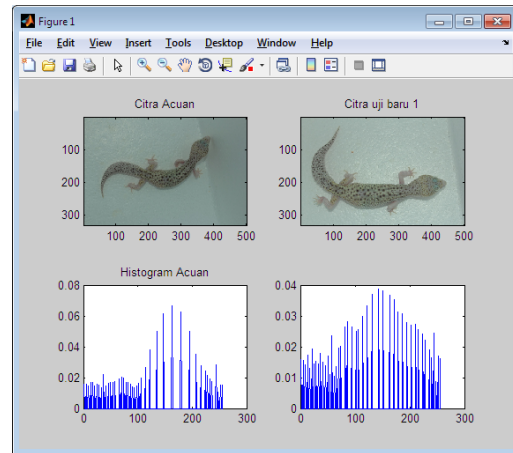 Figure 1
File Edit View Insert Tools Desktop Window Help
Citra Acuan
100
200
300
100 200 300 400 500
Citra uji baru 1
100
200
300
100 200 300 400 500
Histogram Acuan
0.08
0.06
0.04
0.02
0
0 100 200 300
0.04
0.03
0.02
0.01
0
0 100 200 300